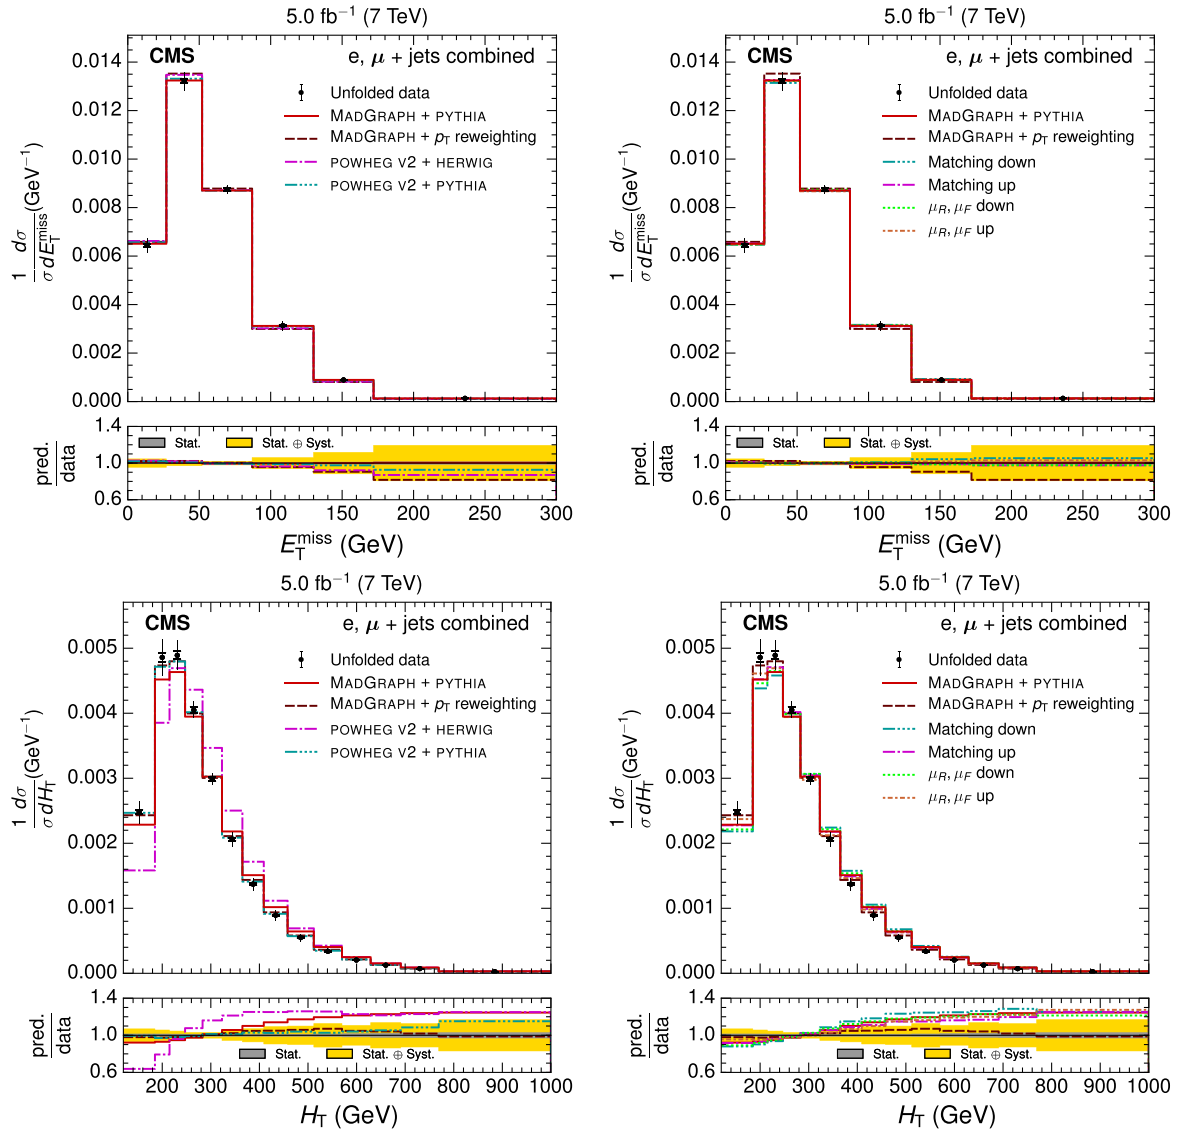 5.0 fb⁻¹ (7 TeV)
CMS
e, μ + jets combined
Unfolded data
MADGRAPH + PYTHIA
MADGRAPH + pT reweighting
POWHEG V2 + HERWIG
POWHEG V2 + PYTHIA
0.014
0.012
0.010
0.008
0.006
0.004
0.002
0.000
1/σ dσ/dE_T^miss (GeV⁻¹)
1.4
1.0
0.6
pred./data
Stat.
Stat. ⊕ Syst.
0 50 100 150 200 250 300
E_T^miss (GeV)
5.0 fb⁻¹ (7 TeV)
CMS
e, μ + jets combined
Unfolded data
MADGRAPH + PYTHIA
MADGRAPH + pT reweighting
Matching down
Matching up
μR, μF down
μR, μF up
0.014
0.012
0.010
0.008
0.006
0.004
0.002
0.000
1/σ dσ/dE_T^miss (GeV⁻¹)
1.4
1.0
0.6
pred./data
Stat.
Stat. ⊕ Syst.
0 50 100 150 200 250 300
E_T^miss (GeV)
5.0 fb⁻¹ (7 TeV)
CMS
e, μ + jets combined
Unfolded data
MADGRAPH + PYTHIA
MADGRAPH + pT reweighting
POWHEG V2 + HERWIG
POWHEG V2 + PYTHIA
0.005
0.004
0.003
0.002
0.001
0.000
1/σ dσ/dH_T (GeV⁻¹)
1.4
1.0
0.6
pred./data
Stat.
Stat. ⊕ Syst.
200 300 400 500 600 700 800 900 1000
H_T (GeV)
5.0 fb⁻¹ (7 TeV)
CMS
e, μ + jets combined
Unfolded data
MADGRAPH + PYTHIA
MADGRAPH + pT reweighting
Matching down
Matching up
μR, μF down
μR, μF up
0.005
0.004
0.003
0.002
0.001
0.000
1/σ dσ/dH_T (GeV⁻¹)
1.4
1.0
0.6
pred./data
Stat.
Stat. ⊕ Syst.
200 300 400 500 600 700 800 900 1000
H_T (GeV)